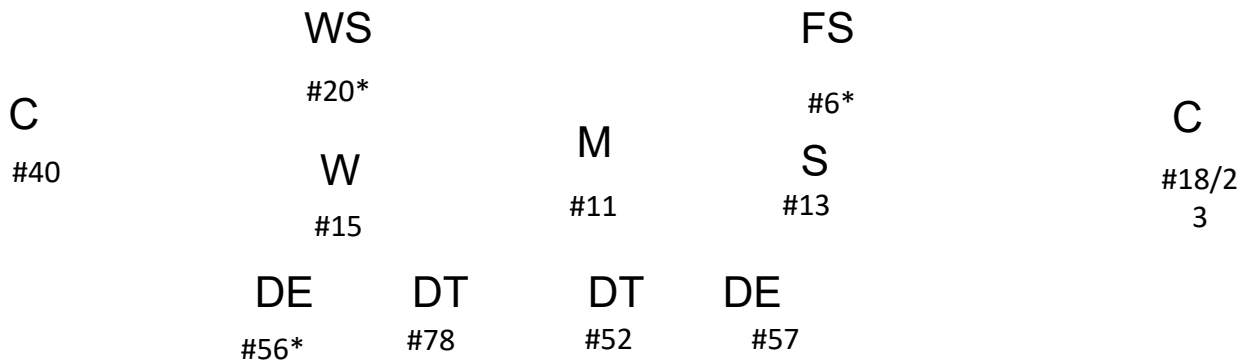 WS FS
#20* #6*
C M C
#40 W S #18/2
3
#15 #11 #13
DE DT DT DE
#56* #78 #52 #57